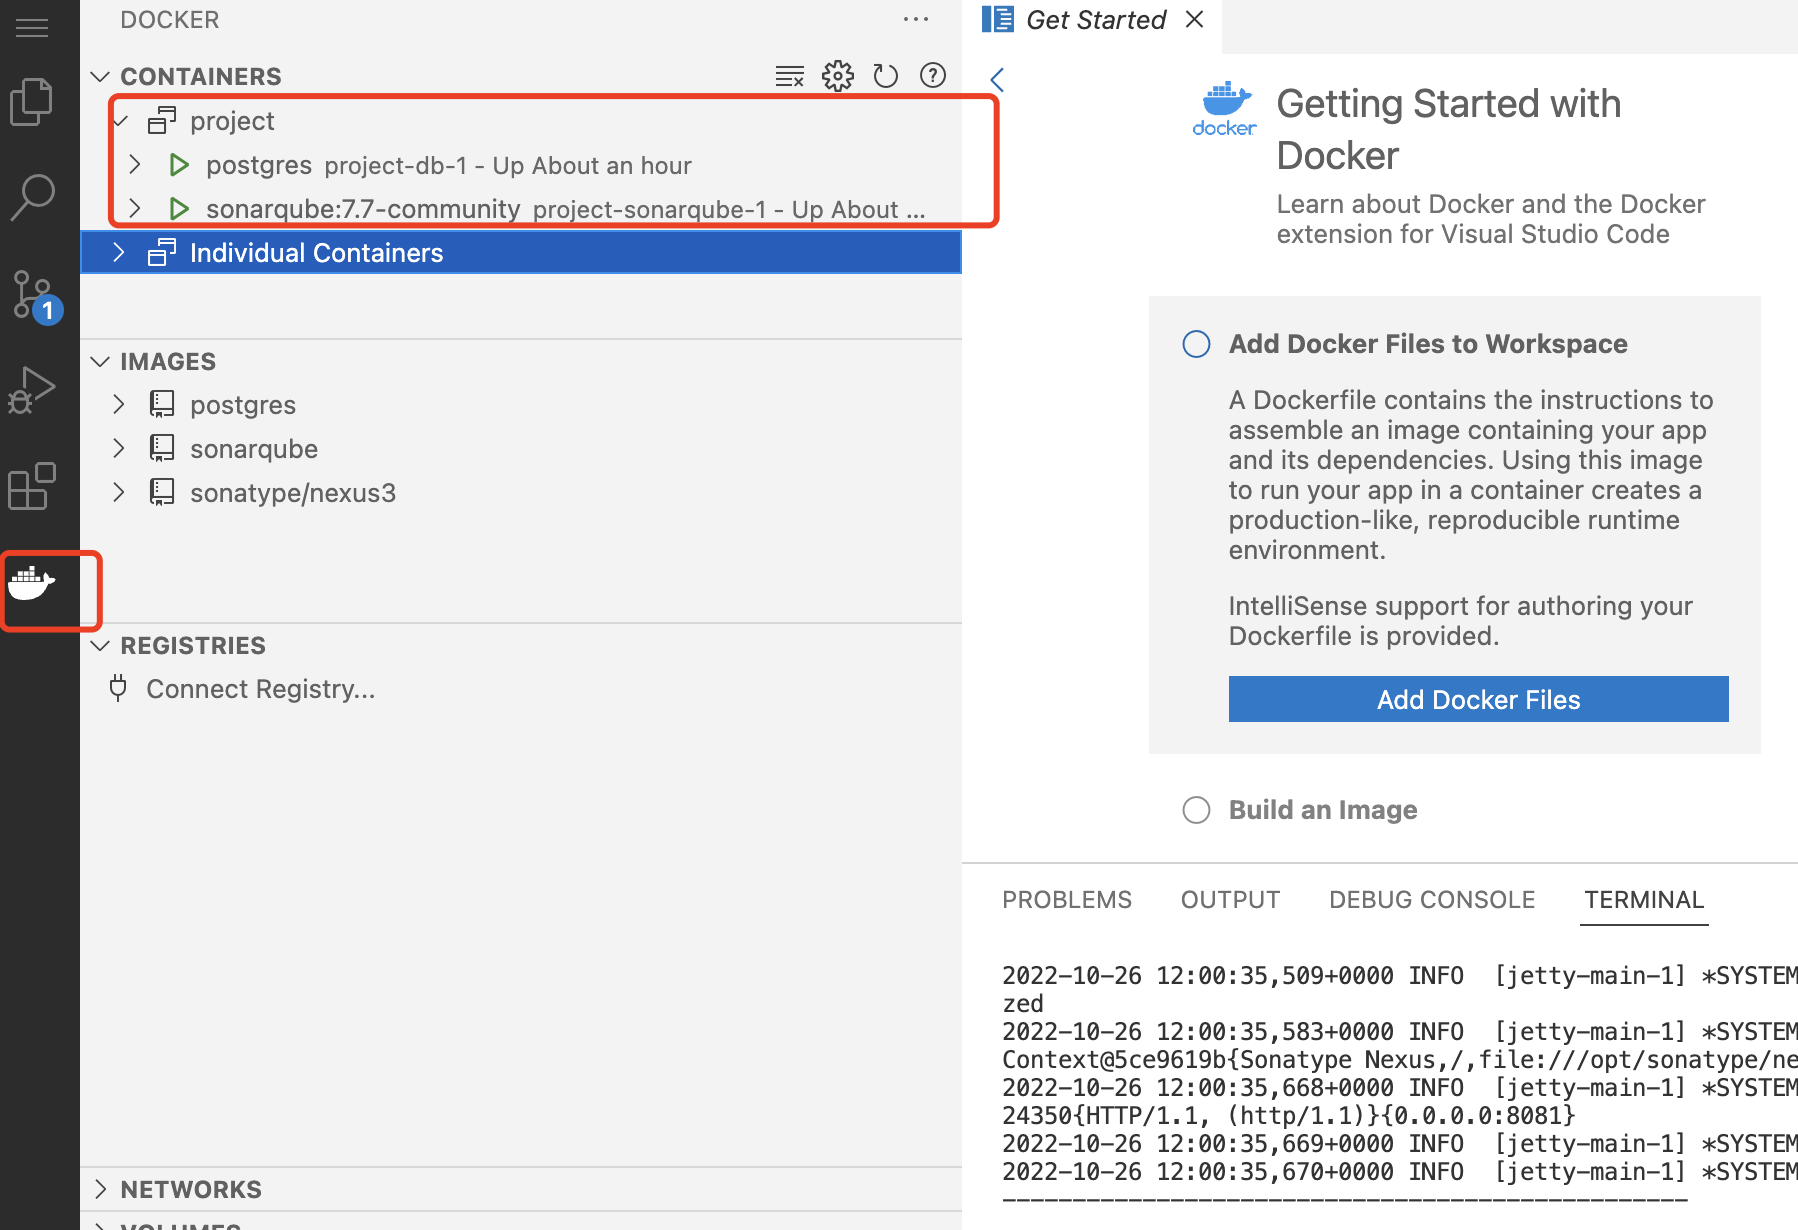 DOCKER
CONTAINERS
project
postgres project-db-1 - Up About an hour
sonarqube:7.7-community project-sonarqube-1 - Up About ...
Individual Containers
1
IMAGES
postgres
sonarqube
sonatype/nexus3
REGISTRIES
Connect Registry...
NETWORKS
VOLUMES
Get Started
docker
Getting Started with
Docker
Learn about Docker and the Docker
extension for Visual Studio Code
Add Docker Files to Workspace
A Dockerfile contains the instructions to
assemble an image containing your app
and its dependencies. Using this image
to run your app in a container creates a
production-like, reproducible runtime
environment.
IntelliSense support for authoring your
Dockerfile is provided.
Add Docker Files
Build an Image
PROBLEMS OUTPUT DEBUG CONSOLE TERMINAL
2022-10-26 12:00:35,509+0000 INFO  [jetty-main-1] *SYSTEM
zed
2022-10-26 12:00:35,583+0000 INFO  [jetty-main-1] *SYSTEM
Context@5ce9619b{Sonatype Nexus,/,file:///opt/sonatype/ne
2022-10-26 12:00:35,668+0000 INFO  [jetty-main-1] *SYSTEM
24350{HTTP/1.1, (http/1.1)}{0.0.0.0:8081}
2022-10-26 12:00:35,669+0000 INFO  [jetty-main-1] *SYSTEM
2022-10-26 12:00:35,670+0000 INFO  [jetty-main-1] *SYSTEM
-------------------------------------------------